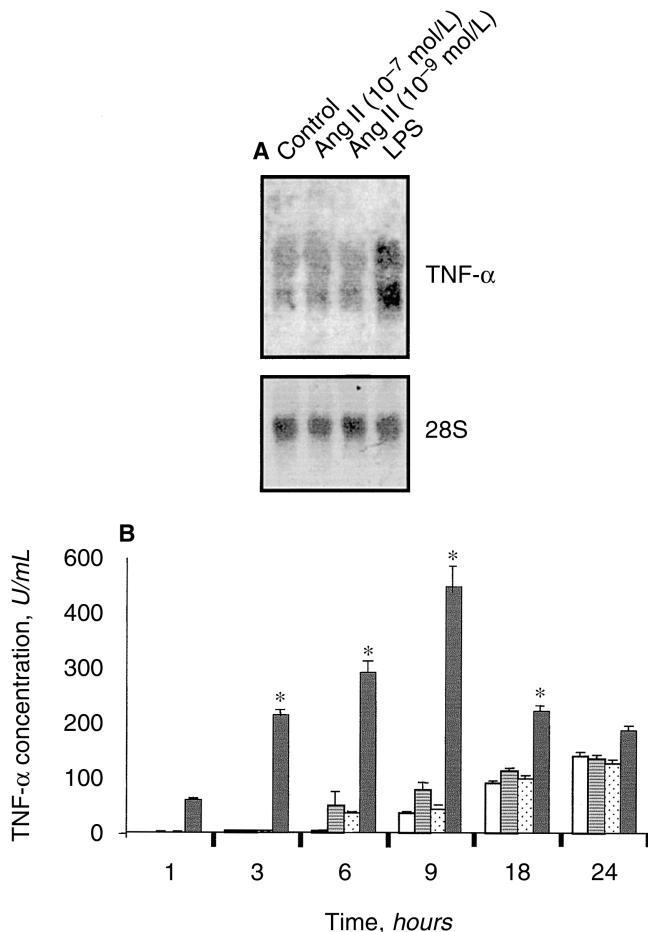 A
Control
Ang II (10⁻⁷ mol/L)
Ang II (10⁻⁹ mol/L)
LPS
TNF-α
28S
B
TNF-α concentration, U/mL
600
400
300
200
100
0
*
*
*
*
1 3 6 9 18 24
Time, hours